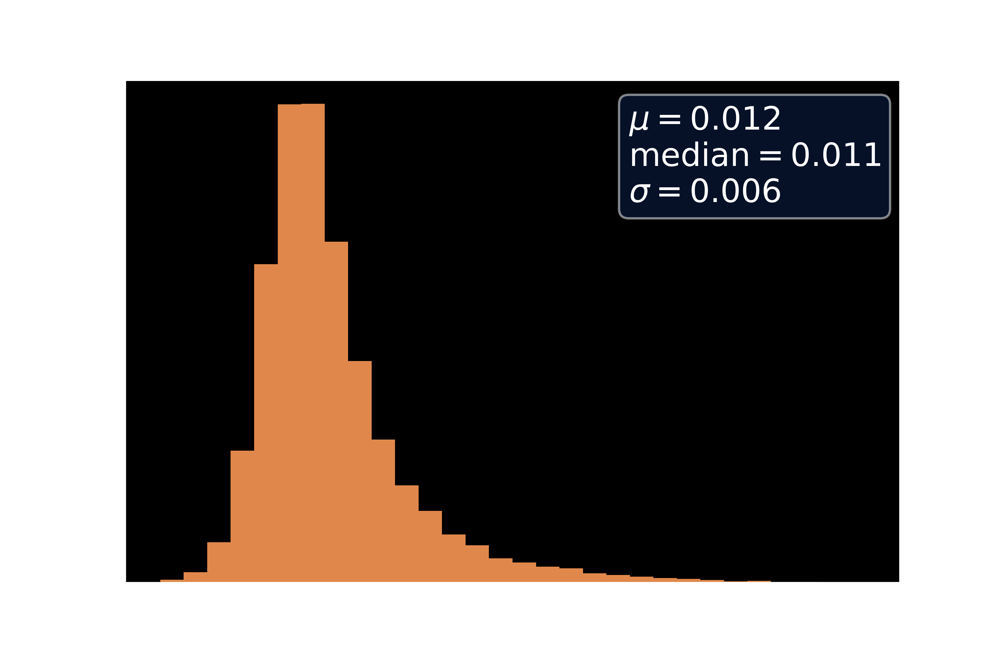 μ = 0.012
median = 0.011
σ = 0.006